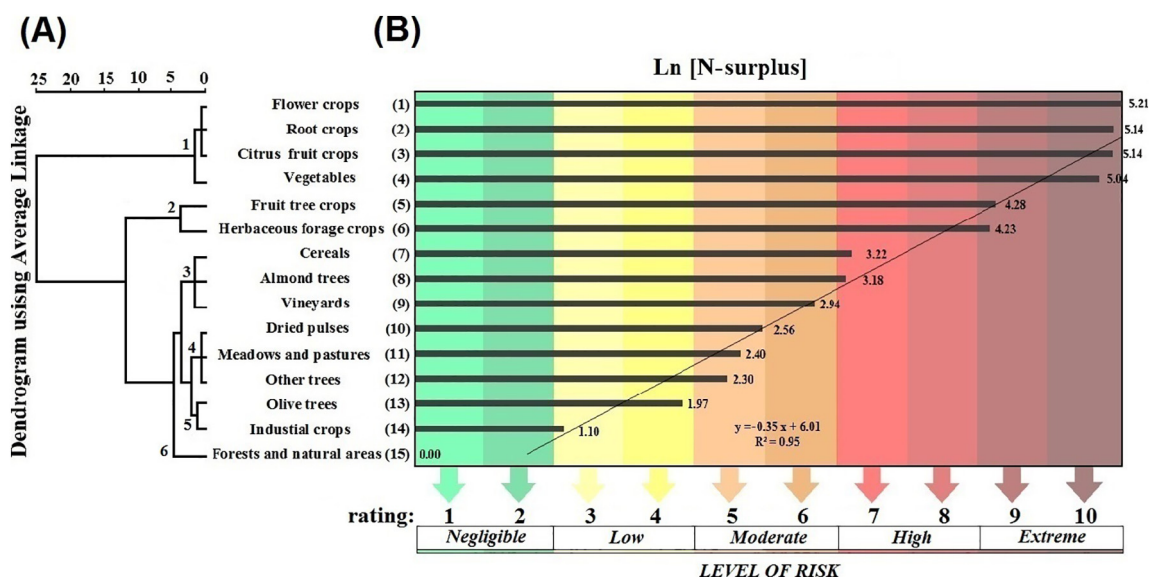 (A)
(B)
Ln [N-surplus]
25 20 15 10 5 0
Dendrogram usising Average Linkage
Flower crops (1) 5.21
Root crops (2) 5.14
1
Citrus fruit crops (3) 5.14
Vegetables (4) 5.04
2
Fruit tree crops (5) 4.28
Herbaceous forage crops (6) 4.23
Cereals (7) 3.22
3
Almond trees (8) 3.18
Vineyards (9) 2.94
Dried pulses (10) 2.56
4
Meadows and pastures (11) 2.40
Other trees (12) 2.30
Olive trees (13) 1.97
5
Industial crops (14) 1.10
6
Forests and natural areas (15) 0.00
y =-0.35 x + 6.01
R² = 0.95
rating: 1 2 3 4 5 6 7 8 9 10
Negligible Low Moderate High Extreme
LEVEL OF RISK